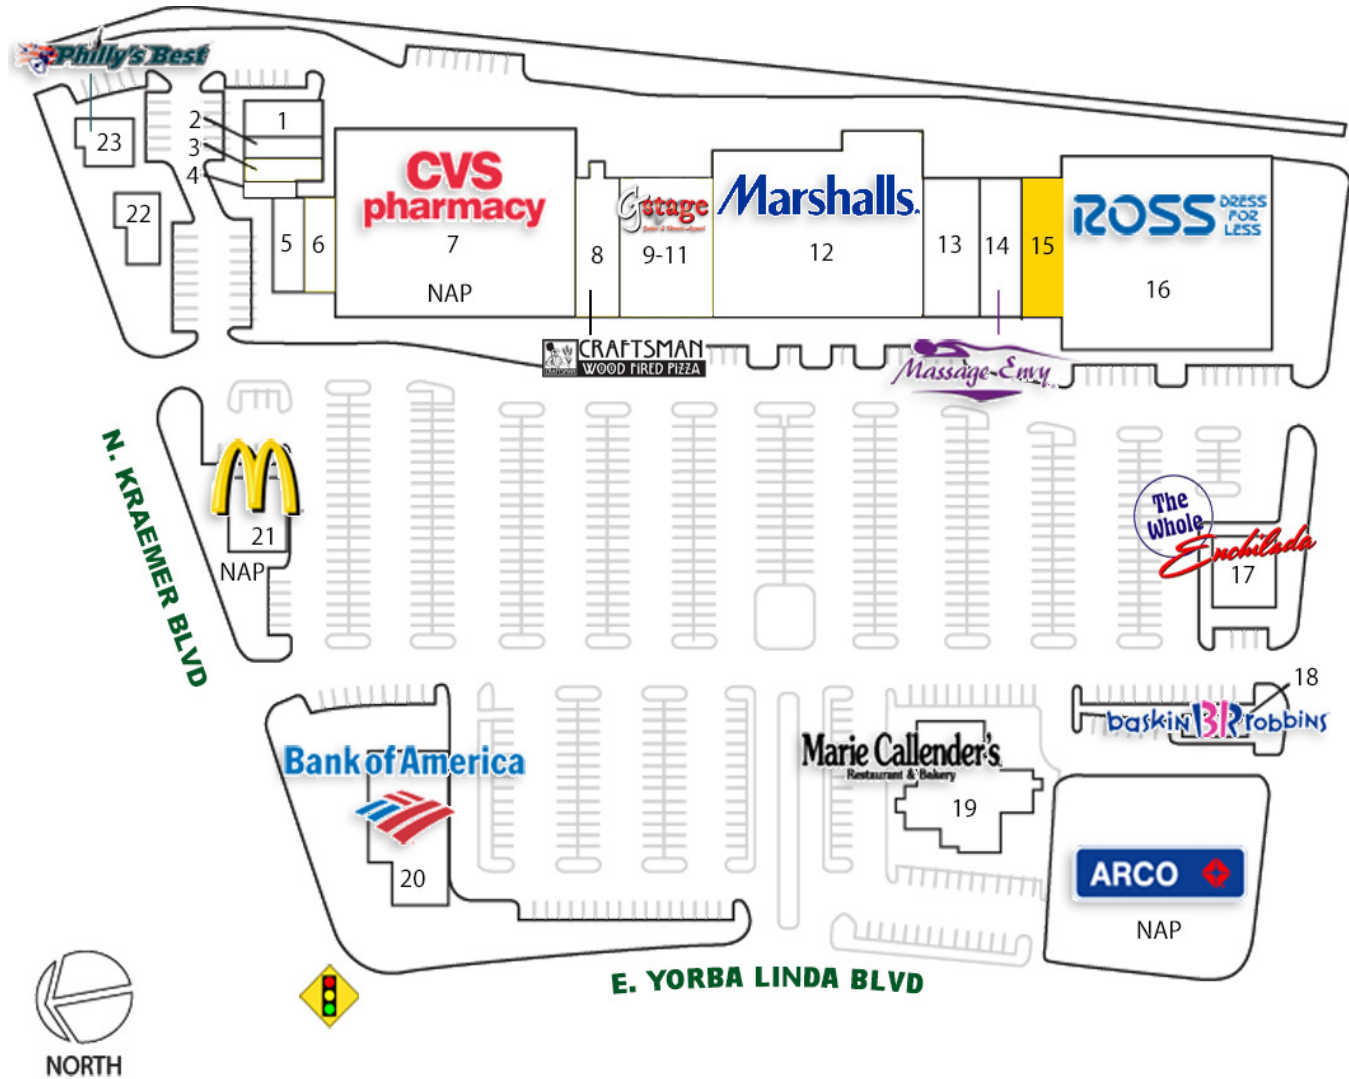 Philly's Best
23
22
1
2
3
4
5
6
CVS
pharmacy
7
NAP
8
CRAFTSMAN
WOOD FIRED PIZZA
G stage
9-11
Marshalls.
12
13
14
Massage Envy
15
ROSS
DRESS
FOR
LESS
16
N. KRAEMER BLVD
21
NAP
The
Whole
Enchilada
17
18
baskin BR robbins
Bank of America
20
Marie Callender's
Restaurant & Bakery
19
ARCO
NAP
E. YORBA LINDA BLVD
NORTH